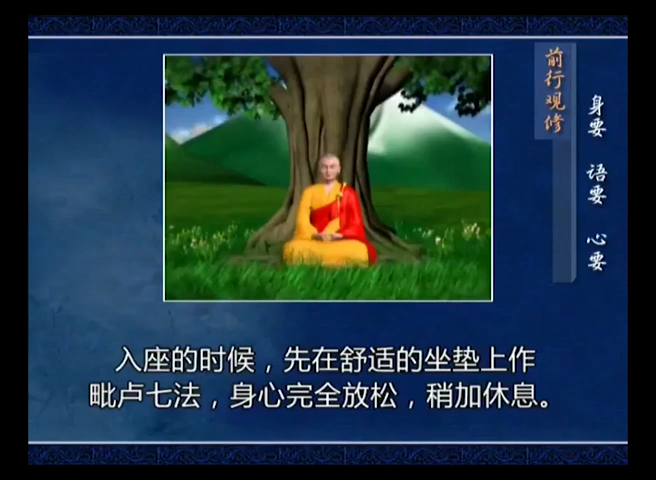 前行观修
身要 语要 心要
入座的时候，先在舒适的坐垫上作
毗卢七法，身心完全放松，稍加休息。